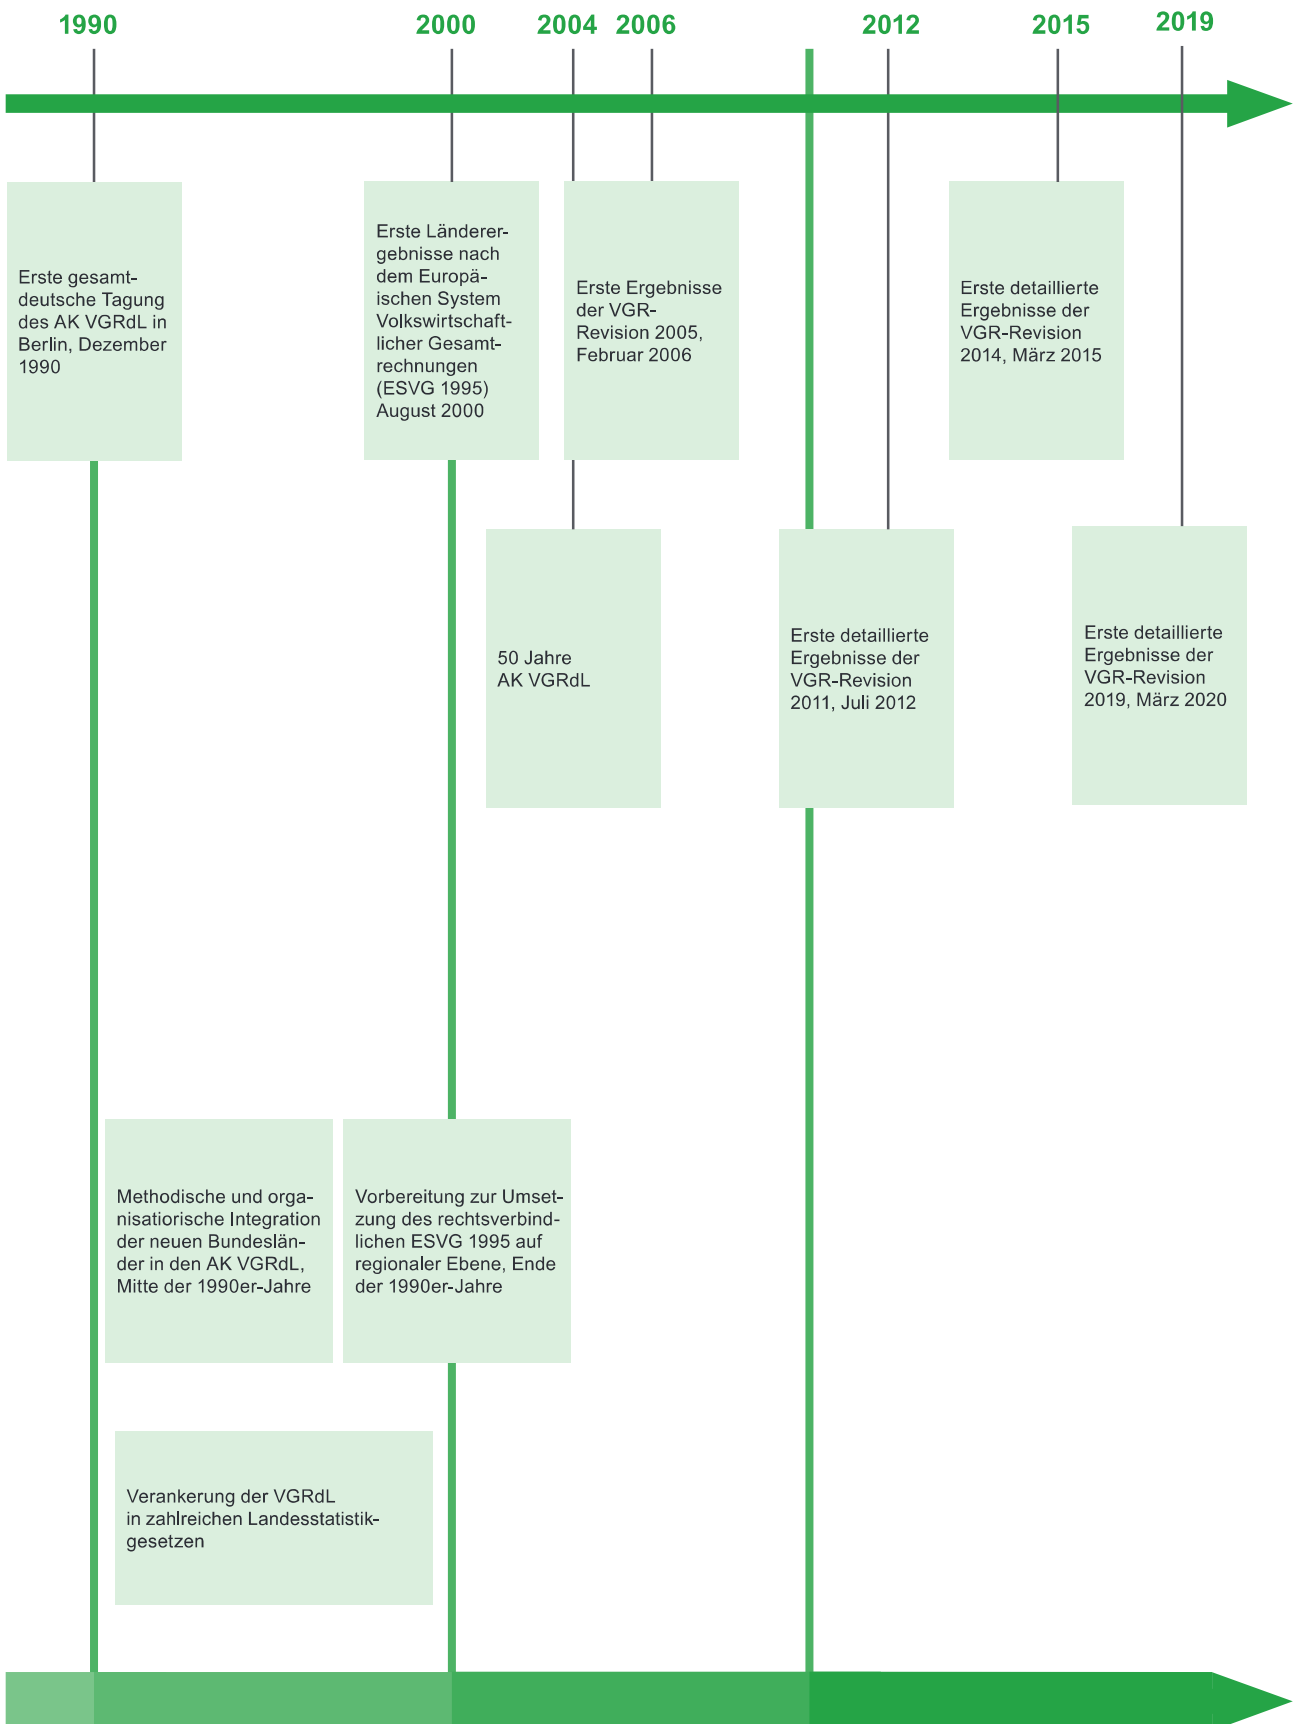 1990
2000
2004
2006
2012
2015
2019
Erste gesamt-
deutsche Tagung
des AK VGRdL in
Berlin, Dezember
1990
Erste Länderer-
gebnisse nach
dem Europä-
ischen System
Volkswirtschaft-
licher Gesamt-
rechnungen
(ESVG 1995)
August 2000
Erste Ergebnisse
der VGR-
Revision 2005,
Februar 2006
Erste detaillierte
Ergebnisse der
VGR-Revision
2014, März 2015
50 Jahre
AK VGRdL
Erste detaillierte
Ergebnisse der
VGR-Revision
2011, Juli 2012
Erste detaillierte
Ergebnisse der
VGR-Revision
2019, März 2020
Methodische und orga-
nisatiorische Integration
der neuen Bundeslän-
der in den AK VGRdL,
Mitte der 1990er-Jahre
Vorbereitung zur Umset-
zung des rechtsverbind-
lichen ESVG 1995 auf
regionaler Ebene, Ende
der 1990er-Jahre
Verankerung der VGRdL
in zahlreichen Landesstatistik-
gesetzen